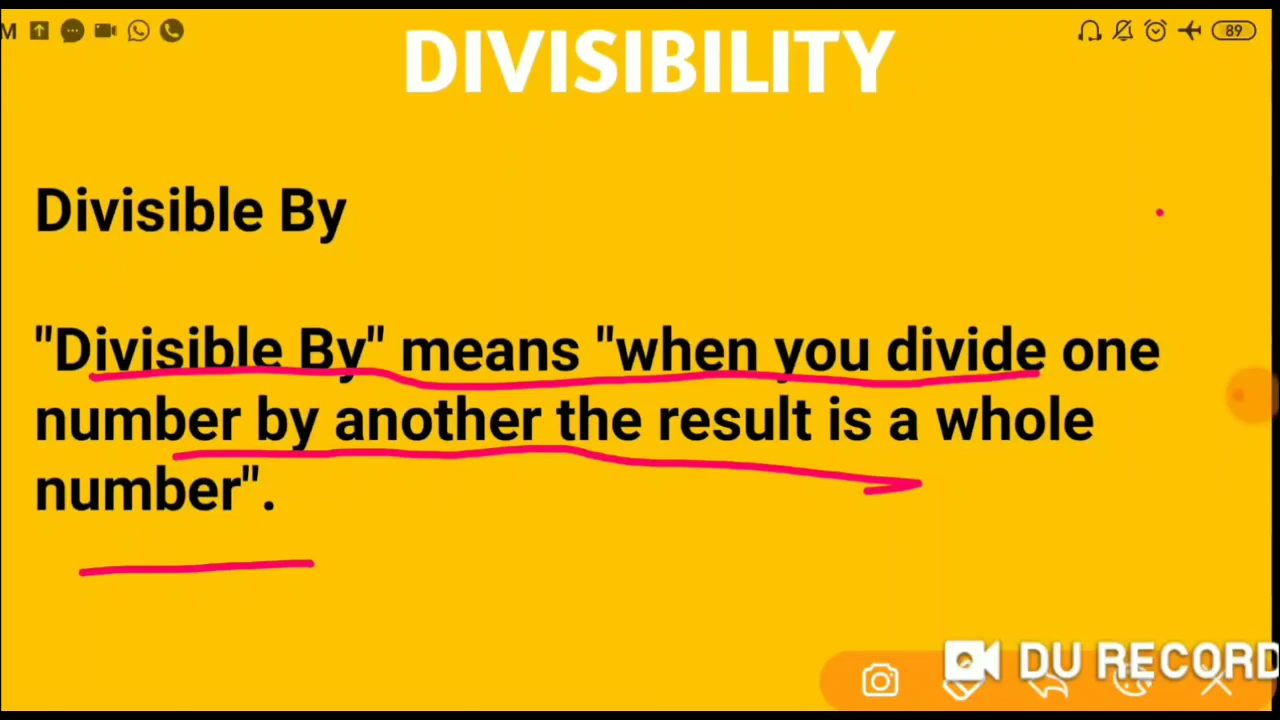 M
89
DIVISIBILITY
Divisible By
"Divisible By" means "when you divide one
number by another the result is a whole
number".
DU RECORD